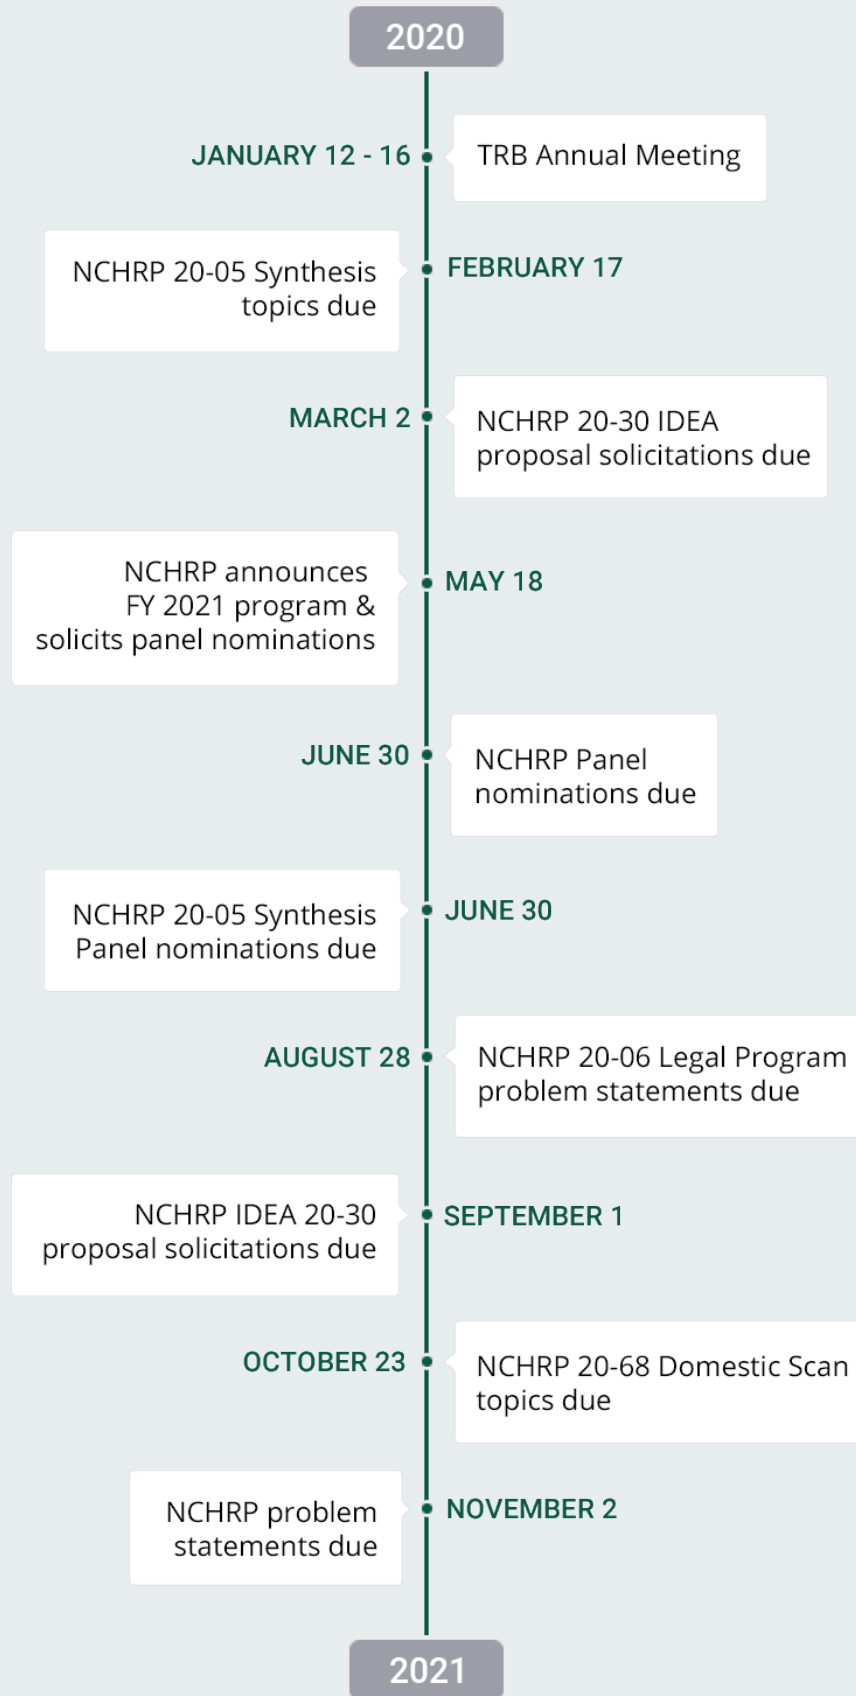 2020
JANUARY 12 - 16
TRB Annual Meeting
NCHRP 20-05 Synthesis
topics due
FEBRUARY 17
MARCH 2
NCHRP 20-30 IDEA
proposal solicitations due
NCHRP announces
FY 2021 program &
solicits panel nominations
MAY 18
JUNE 30
NCHRP Panel
nominations due
NCHRP 20-05 Synthesis
Panel nominations due
JUNE 30
AUGUST 28
NCHRP 20-06 Legal Program
problem statements due
NCHRP IDEA 20-30
proposal solicitations due
SEPTEMBER 1
OCTOBER 23
NCHRP 20-68 Domestic Scan
topics due
NCHRP problem
statements due
NOVEMBER 2
2021